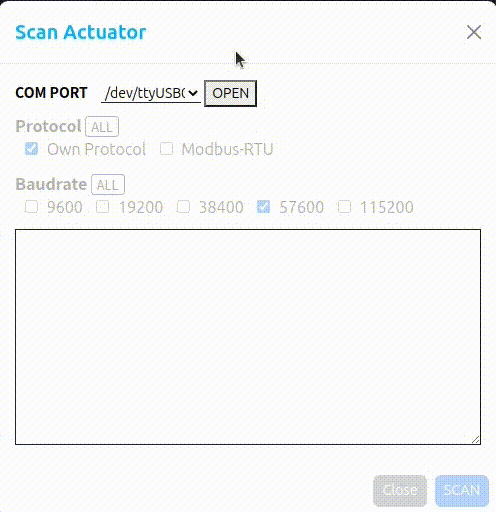 Scan Actuator
COM PORT /dev/ttyUSB OPEN
Protocol ALL
Own Protocol Modbus-RTU
Baudrate ALL
9600 19200 38400 57600 115200
Close SCAN